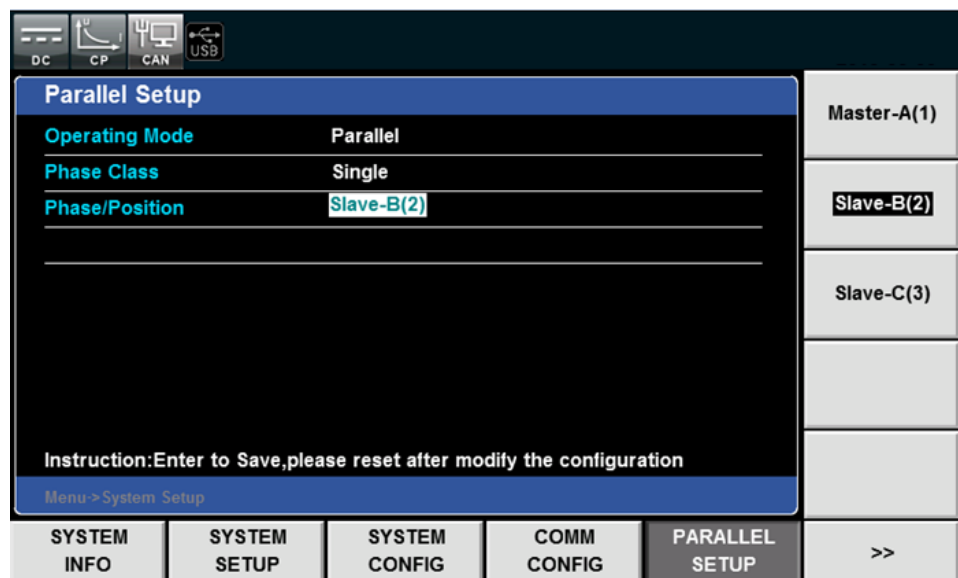 DC
U
I
CP
CAN
USB
Parallel Setup
Master-A(1)
Operating Mode Parallel
Phase Class Single
Phase/Position Slave-B(2)
Slave-B(2)
Slave-C(3)
Instruction:Enter to Save,please reset after modify the configuration
Menu->System Setup
SYSTEM INFO
SYSTEM SETUP
SYSTEM CONFIG
COMM CONFIG
PARALLEL SETUP
>>